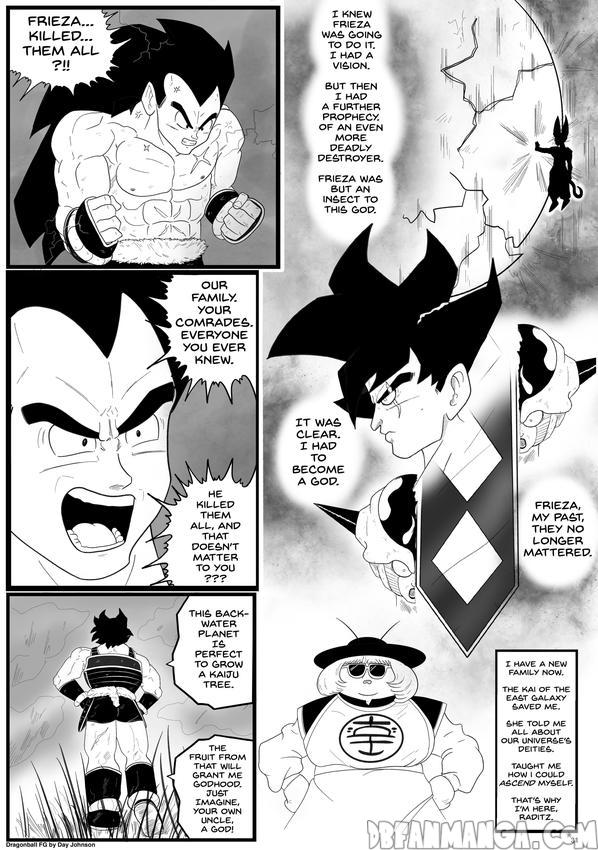 FRIEZA...
KILLED...
THEM ALL
?!!
I KNEW
FRIEZA
WAS GOING
TO DO IT.
I HAD A
VISION.
BUT THEN
I HAD
A FURTHER
PROPHECY.
OF AN EVEN
MORE
DEADLY
DESTROYER.
FRIEZA WAS
BUT AN
INSECT TO
THIS GOD.
OUR
FAMILY.
YOUR
COMRADES.
EVERYONE
YOU EVER
KNEW.
HE
KILLED
THEM
ALL, AND
THAT
DOESN'T
MATTER
TO YOU
???
IT WAS
CLEAR.
I HAD
TO
BECOME
A GOD.
FRIEZA,
MY PAST,
THEY NO
LONGER
MATTERED.
THIS BACK-
WATER
PLANET
IS
PERFECT
TO GROW
A KAIJU
TREE.
THE
FRUIT FROM
THAT WILL
GRANT ME
GODHOOD.
JUST
IMAGINE,
YOUR OWN
UNCLE,
A GOD!
I HAVE A NEW
FAMILY NOW.
THE KAI OF THE
EAST GALAXY
SAVED ME.
SHE TOLD ME
ALL ABOUT
OUR UNIVERSE'S
DEITIES.
TAUGHT ME
HOW I COULD
ASCEND MYSELF.
THAT'S WHY
I'M HERE,
RADITZ.
Dragonball FG by Day Johnson
DBFANMANGA.COM
31